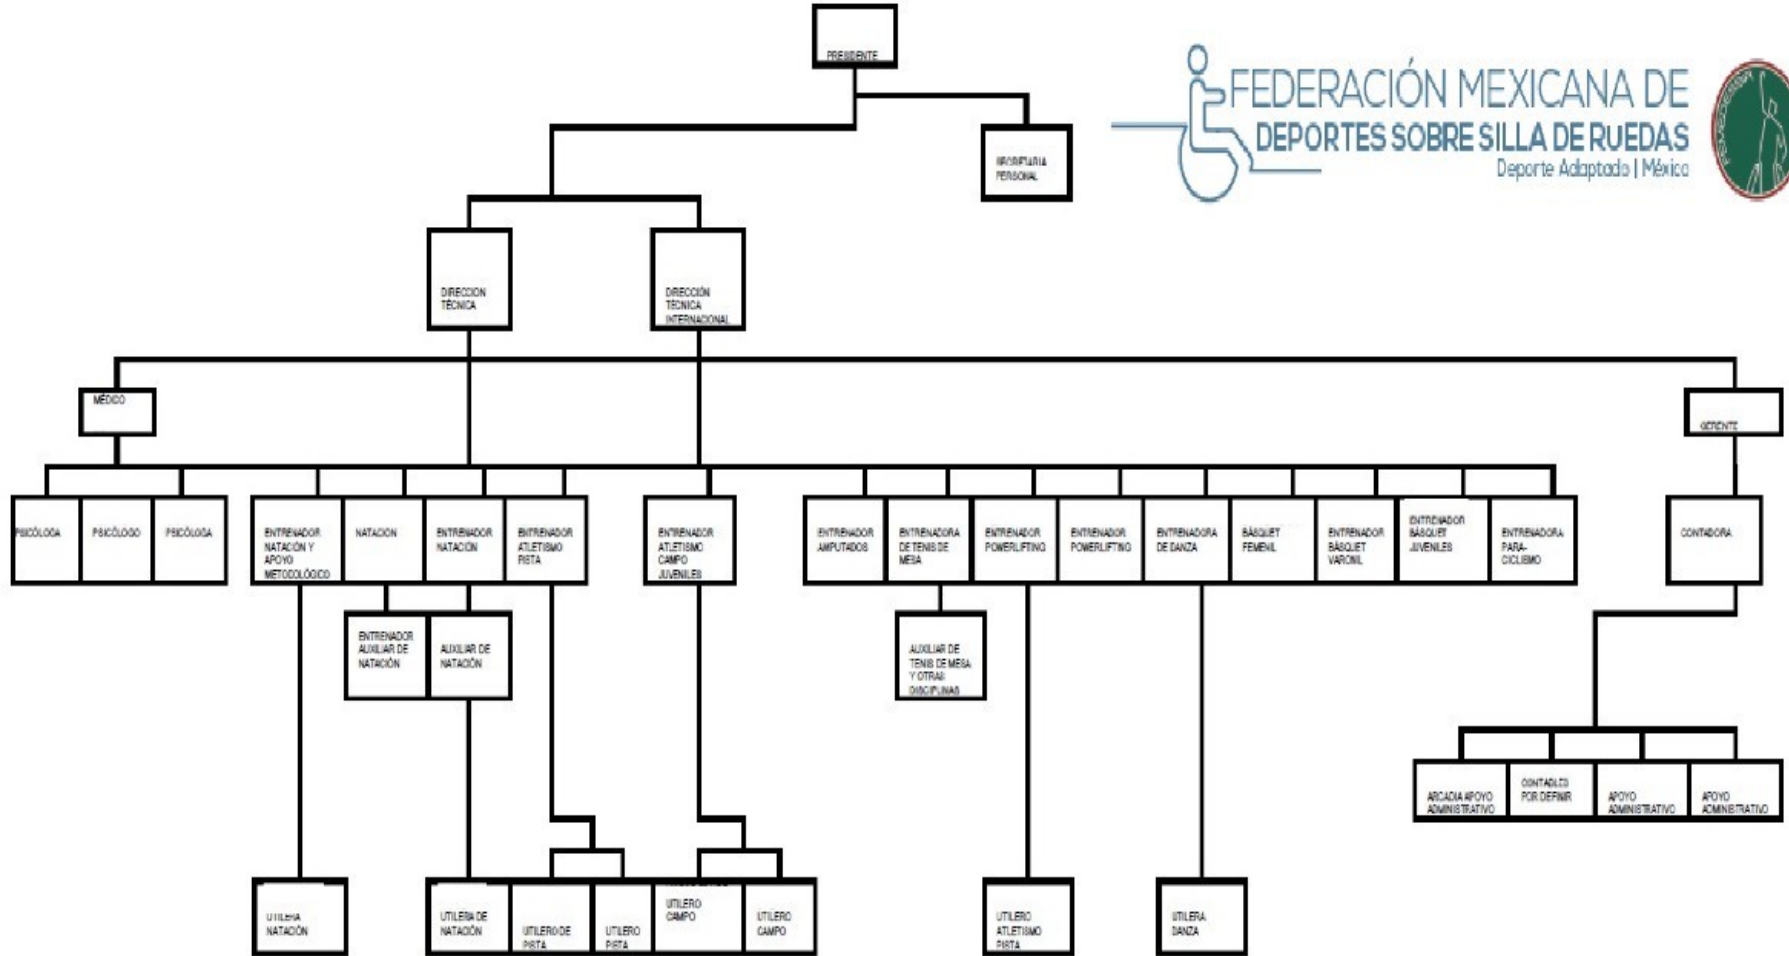 PRESIDENTE
FEDERACIÓN MEXICANA DE
DEPORTES SOBRE SILLA DE RUEDAS
Deporte Adaptado | México
SECRETARIA
PERSONAL
DIRECCION
TÉCNICA
DIRECCIÓN
TÉCNICA
INTERNACIONAL
MÉDICO
GERENTE
PSICÓLOGA
PSICÓLOGO
PSICÓLOGA
ENTRENADOR
NATACIÓN Y
APOYO
METODOLÓGICO
NATACION
ENTRENADOR
NATACIÓN
ENTRENADOR
ATLETISMO
PISTA
ENTRENADOR
ATLETISMO
CAMPO
JUVENILES
ENTRENADOR
AMPUTADOS
ENTRENADORA
DE TENIS DE
MESA
ENTRENADOR
POWERLIFTING
ENTRENADOR
POWERLIFTING
ENTRENADORA
DE DANZA
BÁSQUET
FEMENIL
ENTRENADOR
BÁSQUET
VARONIL
ENTRENADOR
BÁSQUET
JUVENILES
ENTRENADORA
PARA-
CICLISMO
CONTADORA
ENTRENADOR
AUXILIAR DE
NATACIÓN
AUXILIAR DE
NATACIÓN
AUXILIAR DE
TENIS DE MESA
Y OTRAS
DISCIPLINAS
ARCADIA APOYO
ADMINISTRATIVO
CONTABLES
POR DEFINIR
APOYO
ADMINISTRATIVO
APOYO
ADMINISTRATIVO
UTILERA
NATACIÓN
UTILERA DE
NATACIÓN
UTILERO DE
PISTA
UTILERO
PISTA
UTILERO
CAMPO
UTILERO
CAMPO
UTILERO
ATLETISMO
PISTA
UTILERA
DANZA